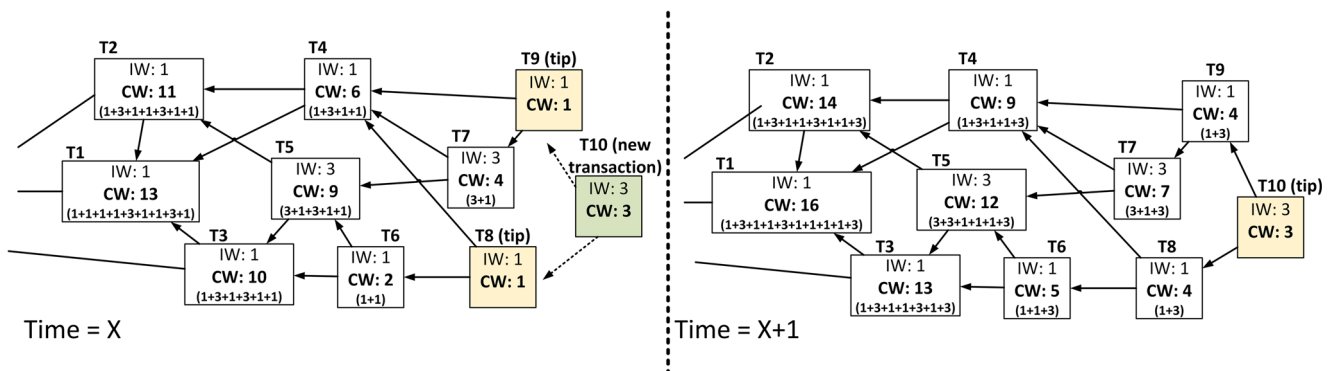 T2
IW: 1
CW: 11
(1+3+1+1+3+1+1)
T4
IW: 1
CW: 6
(1+3+1+1)
T9 (tip)
IW: 1
CW: 1
T1
IW: 1
CW: 13
(1+1+1+1+3+1+1+3+1)
T5
IW: 3
CW: 9
(3+1+3+1+1)
T7
IW: 3
CW: 4
(3+1)
T10 (new
transaction)
IW: 3
CW: 3
T3
IW: 1
CW: 10
(1+3+1+3+1+1)
T6
IW: 1
CW: 2
(1+1)
T8 (tip)
IW: 1
CW: 1
Time = X
T2
IW: 1
CW: 14
(1+3+1+1+3+1+1+3)
T4
IW: 1
CW: 9
(1+3+1+1+3)
T9
IW: 1
CW: 4
(1+3)
T1
IW: 1
CW: 16
(1+3+1+1+3+1+1+1+1+3)
T5
IW: 3
CW: 12
(3+3+1+1+1+3)
T7
IW: 3
CW: 7
(3+1+3)
T10 (tip)
IW: 3
CW: 3
T3
IW: 1
CW: 13
(1+3+1+1+3+1+3)
T6
IW: 1
CW: 5
(1+1+3)
T8
IW: 1
CW: 4
(1+3)
Time = X+1